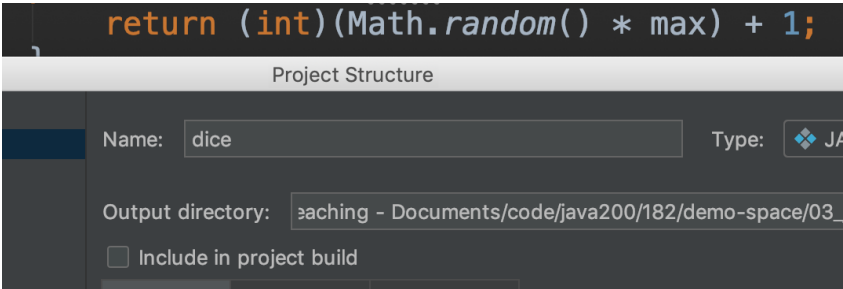 return (int)(Math.random() * max) + 1;
}
Project Structure
Name: dice Type: JA
Output directory: eaching - Documents/code/java200/182/demo-space/03_
Include in project build